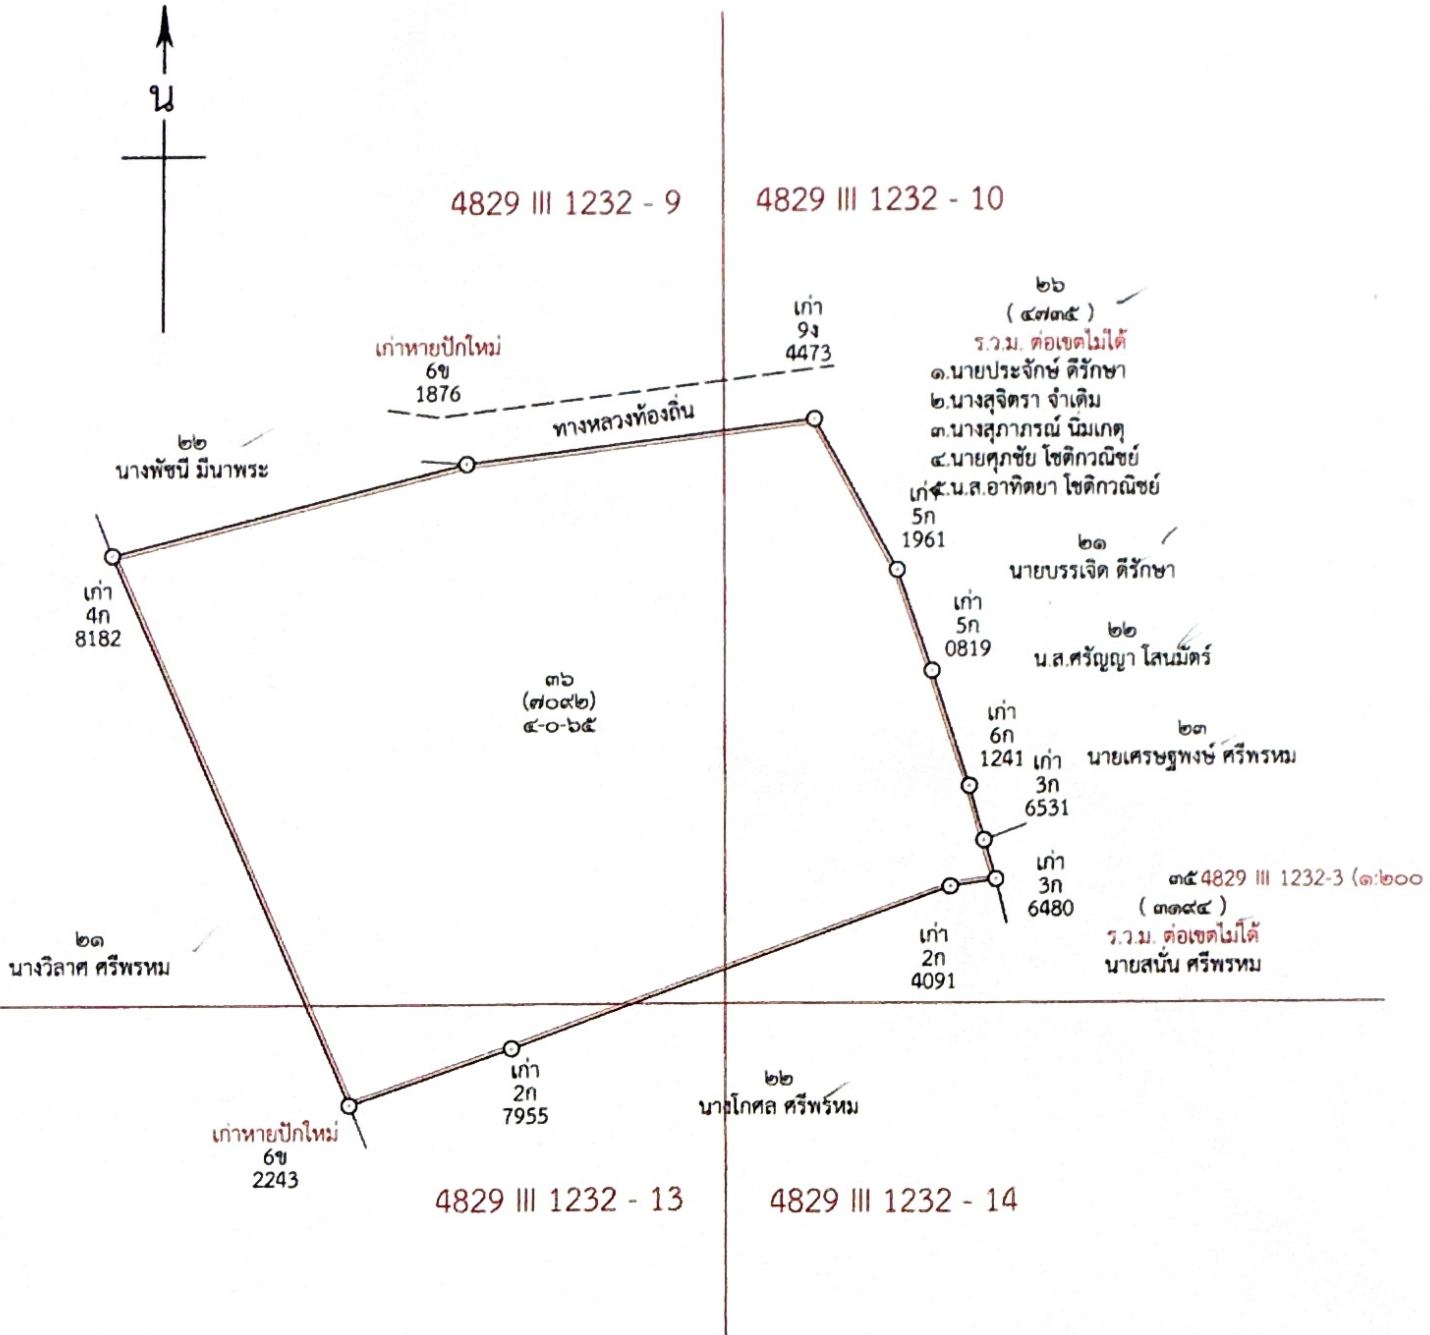 น
4829 III 1232 - 9
4829 III 1232 - 10
๒๖
( ๔๗๓๕ )
ร.ว.ม. ต่อเขตไม่ได้
๑.นายประจักษ์ ดีรักษา
๒.นางสุจิตรา จำเดิม
๓.นางสุภาภรณ์ นิ่มเกตุ
๔.นายศุภชัย โชติกวณิชย์
๕.น.ส.อาทิตยา โชติกวณิชย์
เก่า
9ง
4473
เก่าหายปักใหม่
6ข
1876
ทางหลวงท้องถิ่น
๒๒
นางพัชนี มีนาพระ
เก่า
5ก
1961
๒๑
นายบรรเจิด ดีรักษา
เก่า
4ก
8182
เก่า
5ก
0819
๒๒
น.ส.ศรัญญา โสนมัตร์
๓๖
(๗๐๙๒)
๔-๐-๖๕
เก่า
6ก
1241
๒๓
นายเศรษฐพงษ์ ศรีพรหม
เก่า
3ก
6531
เก่า
3ก
6480
๓๕ 4829 III 1232-3 (๑:๒๐๐
( ๓๑๙๔ )
ร.ว.ม. ต่อเขตไม่ได้
นายสนั่น ศรีพรหม
เก่า
2ก
4091
๒๑
นางวิลาศ ศรีพรหม
เก่า
2ก
7955
๒๒
นางโกศล ศรีพรหม
เก่าหายปักใหม่
6ข
2243
4829 III 1232 - 13
4829 III 1232 - 14